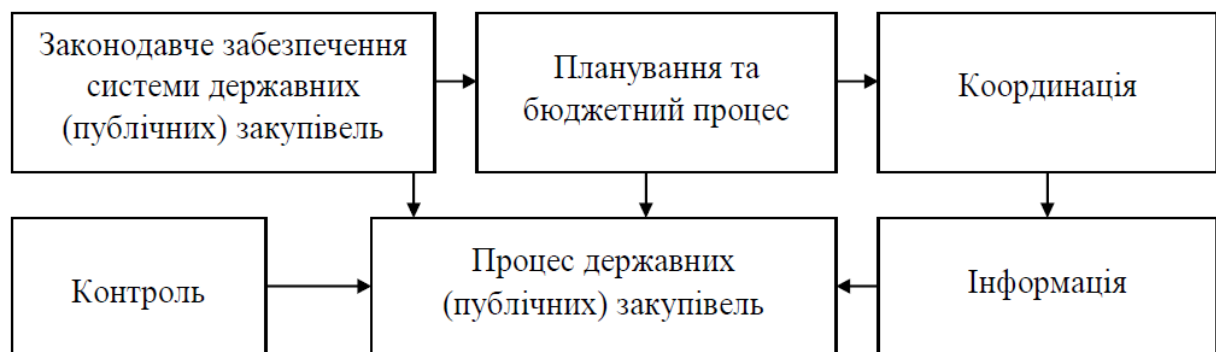 Законодавче забезпечення
системи державних
(публічних) закупівель
Планування та
бюджетний процес
Координація
Контроль
Процес державних
(публічних) закупівель
Інформація